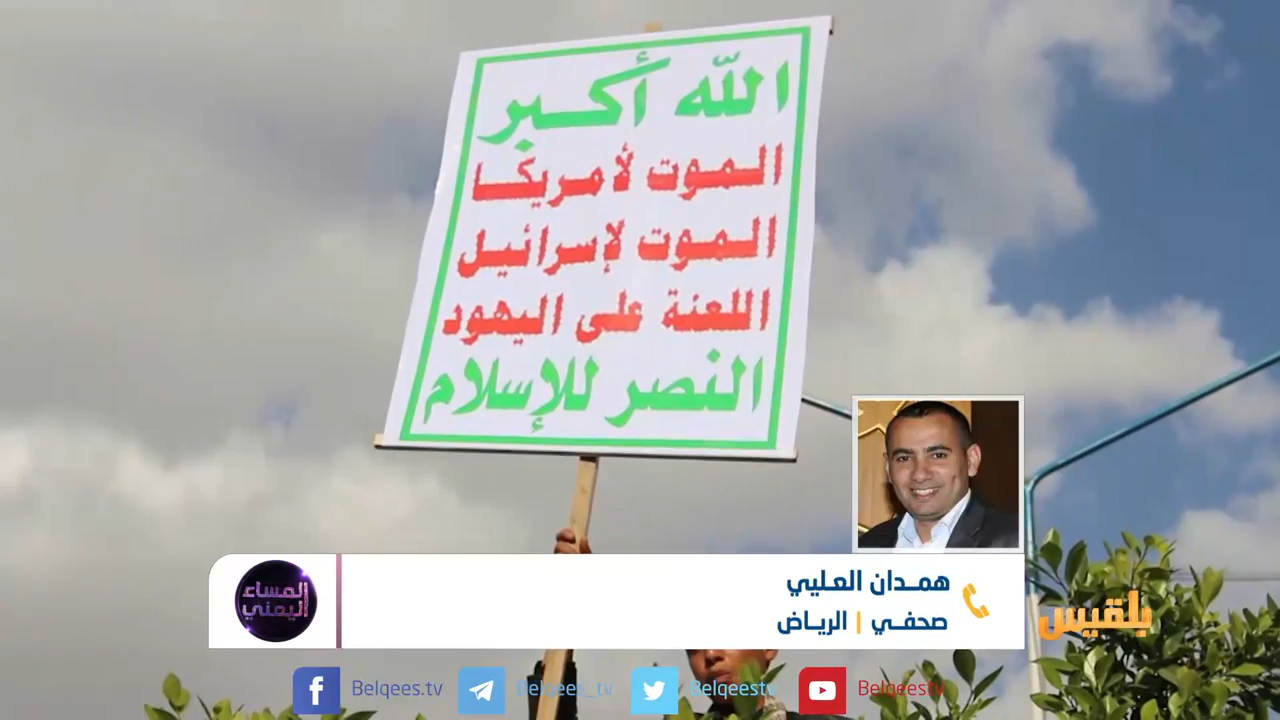 الله أكبر
الموت لأمريكا
الموت لإسرائيل
اللعنة على اليهود
النصر للإسلام
همدان العليي
صحفي | الرياض
المساء
اليمني
بلقيس
Belqees.tv
Belqees_tv
Belqeestv
Belqeestv